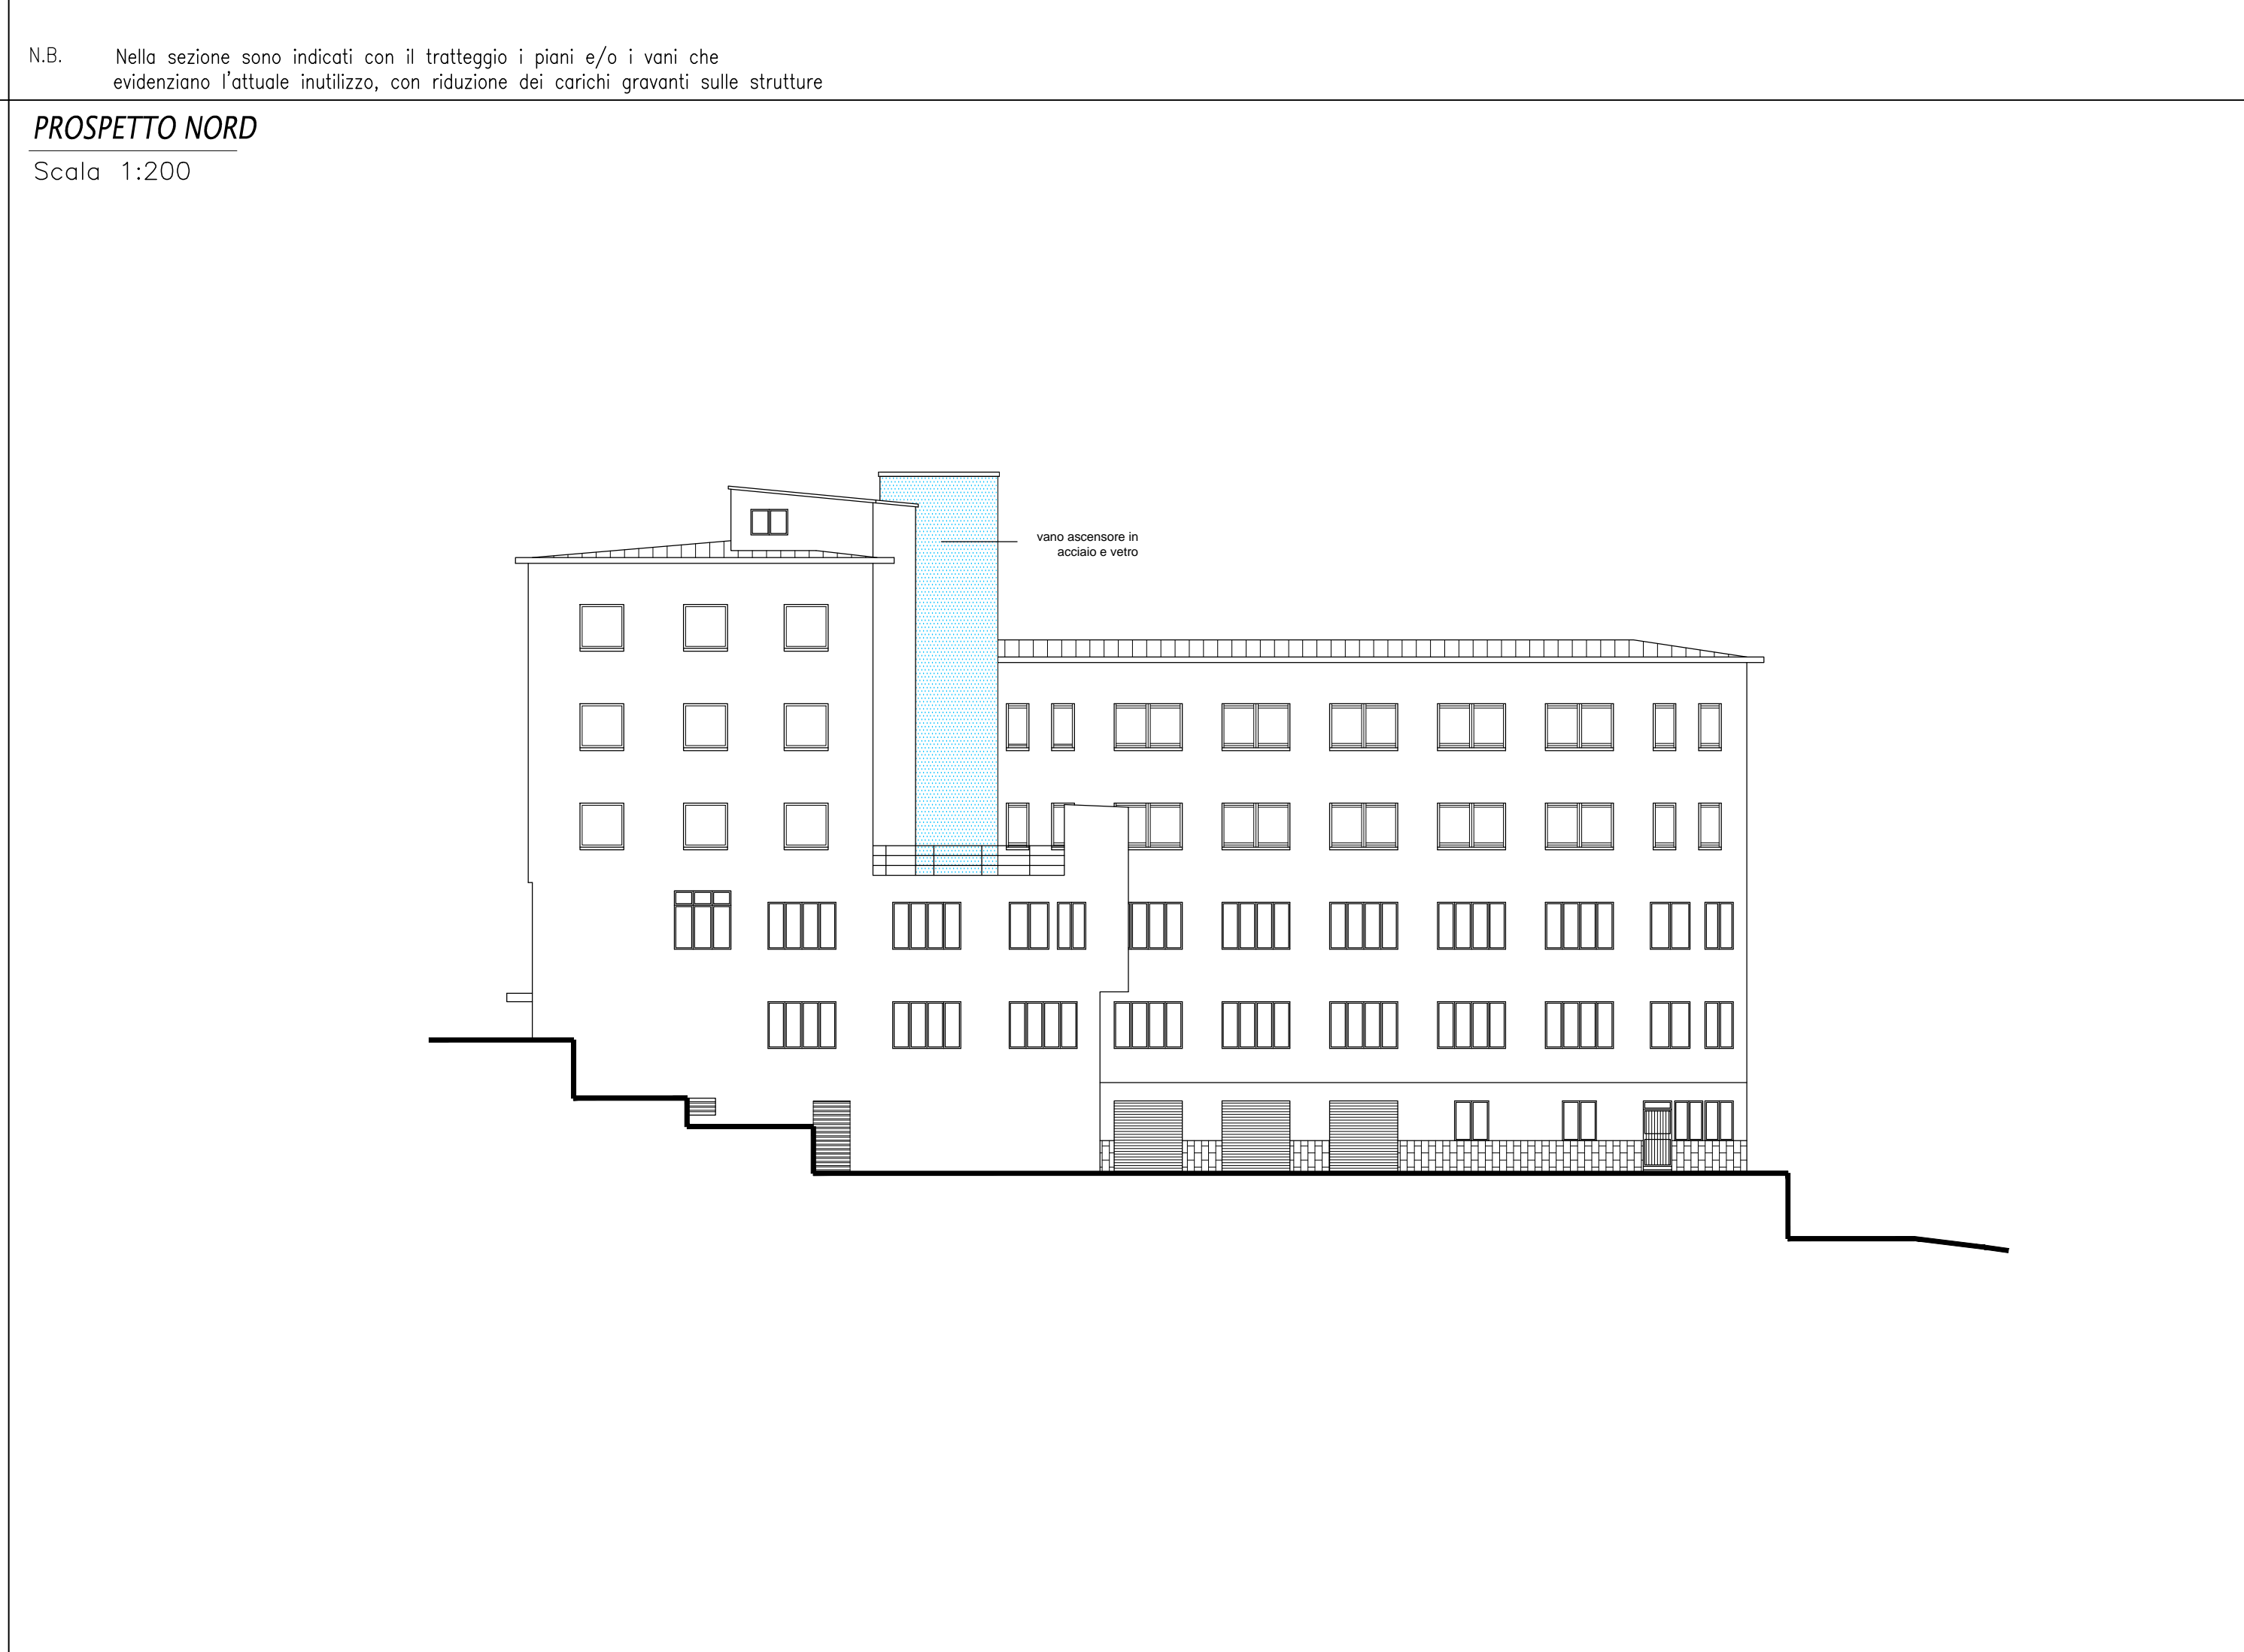 N.B. Nella sezione sono indicati con il tratteggio i piani e/o i vani che
evidenziano l'attuale inutilizzo, con riduzione dei carichi gravanti sulle strutture
PROSPETTO NORD
Scala 1:200
vano ascensore in
acciaio e vetro